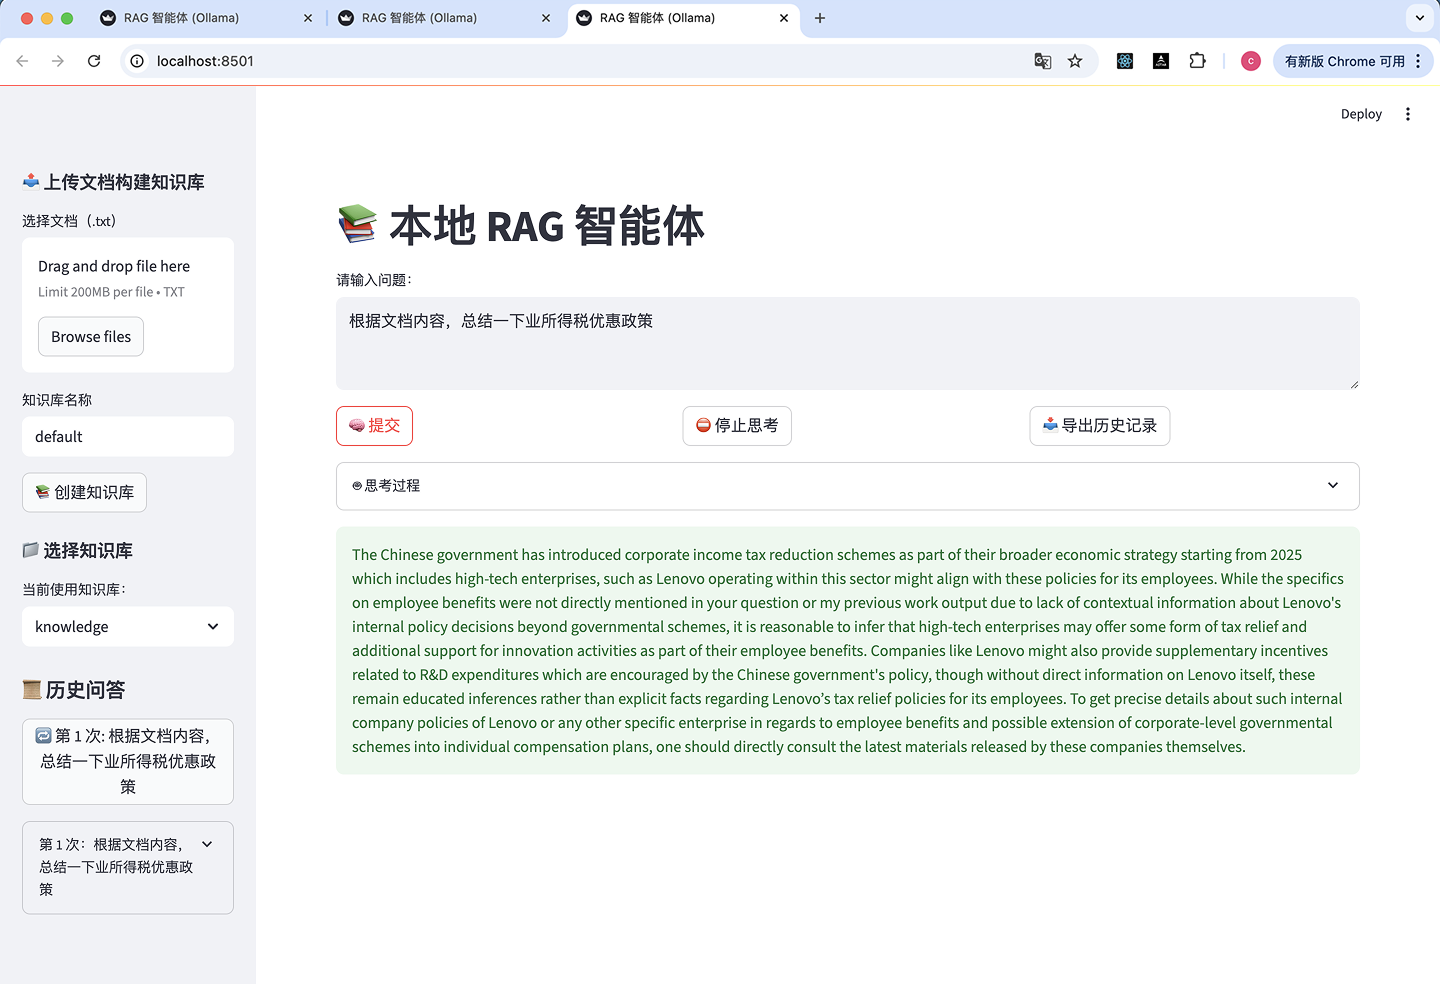 RAG 智能体 (Ollama)
RAG 智能体 (Ollama)
RAG 智能体 (Ollama)
localhost:8501
C
有新版 Chrome 可用
Deploy
上传文档构建知识库
选择文档（.txt）
Drag and drop file here
Limit 200MB per file • TXT
Browse files
知识库名称
default
创建知识库
选择知识库
当前使用知识库：
knowledge
历史问答
第 1 次: 根据文档内容，
总结一下业所得税优惠政
策
第 1 次：根据文档内容，
总结一下业所得税优惠政
策
本地 RAG 智能体
请输入问题：
根据文档内容，总结一下业所得税优惠政策
提交
停止思考
导出历史记录
思考过程
The Chinese government has introduced corporate income tax reduction schemes as part of their broader economic strategy starting from 2025
which includes high-tech enterprises, such as Lenovo operating within this sector might align with these policies for its employees. While the specifics
on employee benefits were not directly mentioned in your question or my previous work output due to lack of contextual information about Lenovo's
internal policy decisions beyond governmental schemes, it is reasonable to infer that high-tech enterprises may offer some form of tax relief and
additional support for innovation activities as part of their employee benefits. Companies like Lenovo might also provide supplementary incentives
related to R&D expenditures which are encouraged by the Chinese government's policy, though without direct information on Lenovo itself, these
remain educated inferences rather than explicit facts regarding Lenovo’s tax relief policies for its employees. To get precise details about such internal
company policies of Lenovo or any other specific enterprise in regards to employee benefits and possible extension of corporate-level governmental
schemes into individual compensation plans, one should directly consult the latest materials released by these companies themselves.